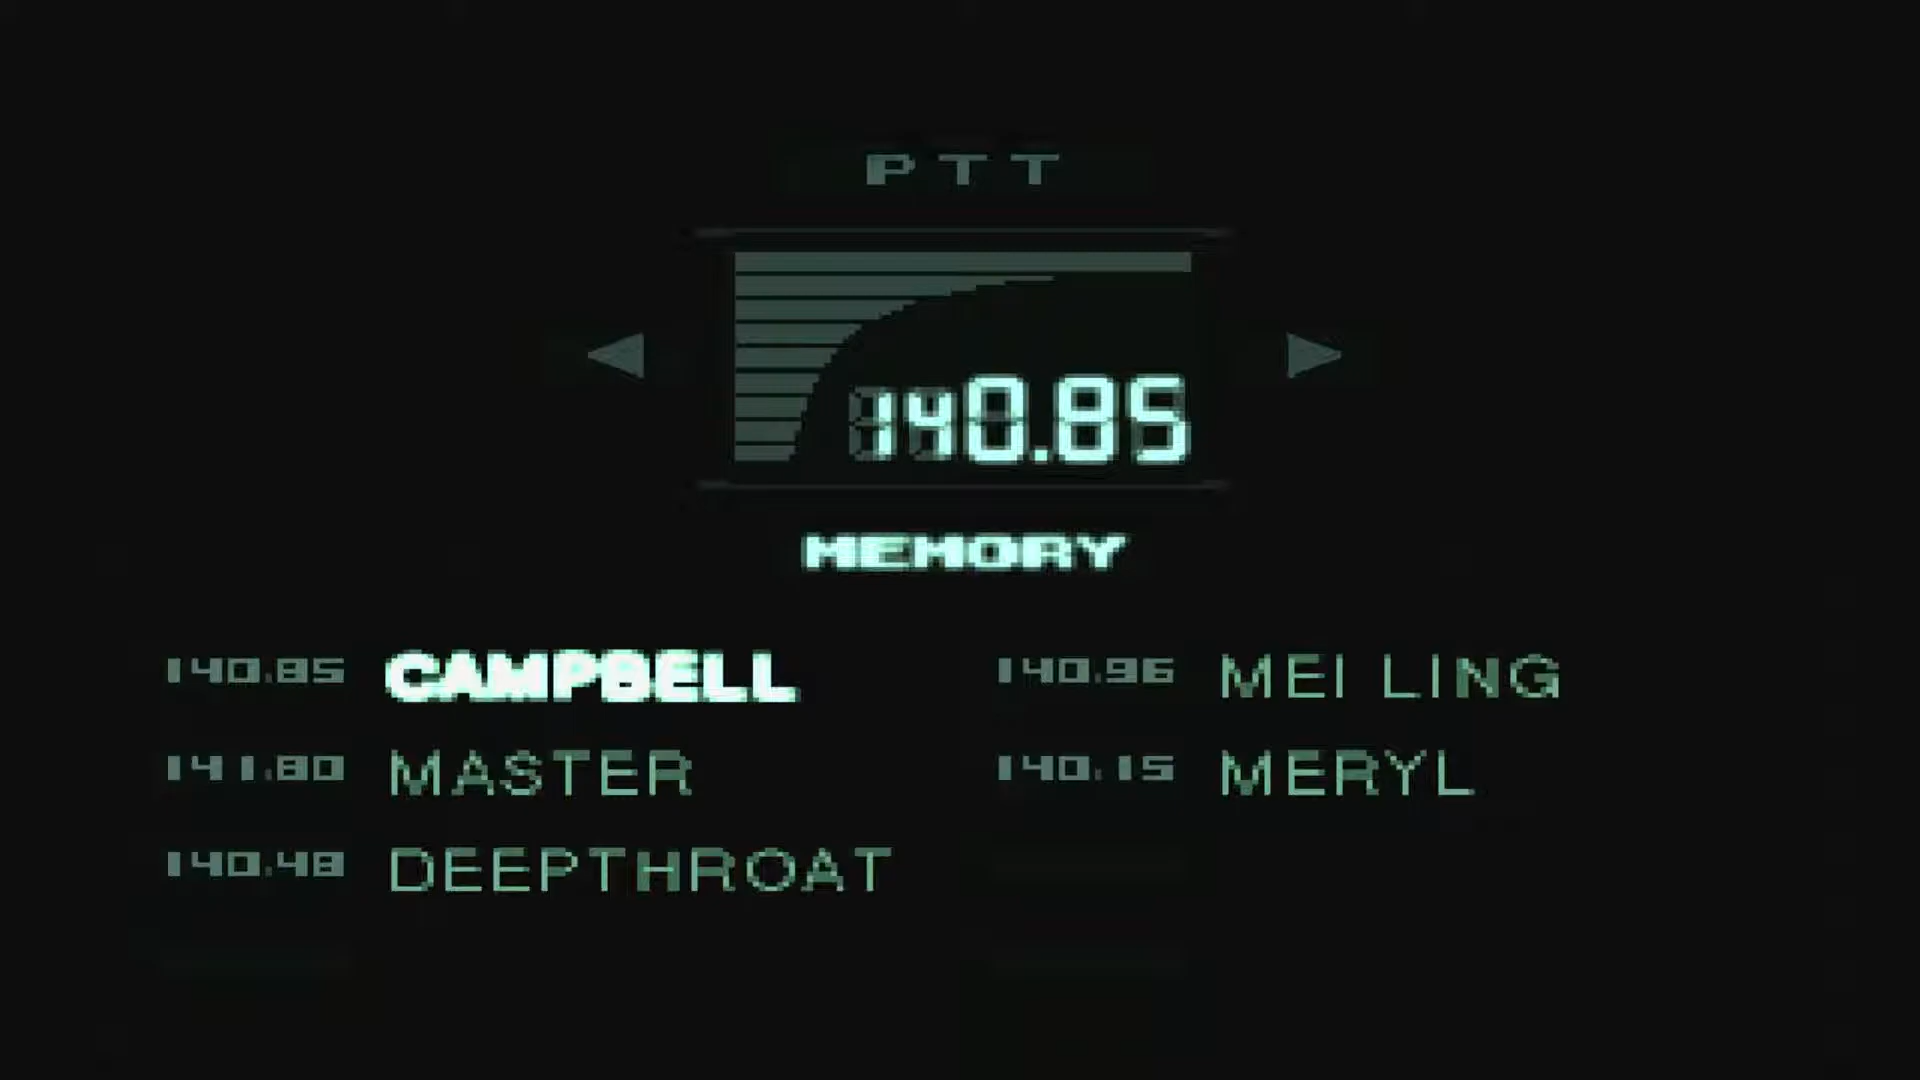 PTT
140.85
MEMORY
140.85 CAMPBELL 140.96 MEI LING
141.80 MASTER 140.15 MERYL
140.48 DEEPTHROAT